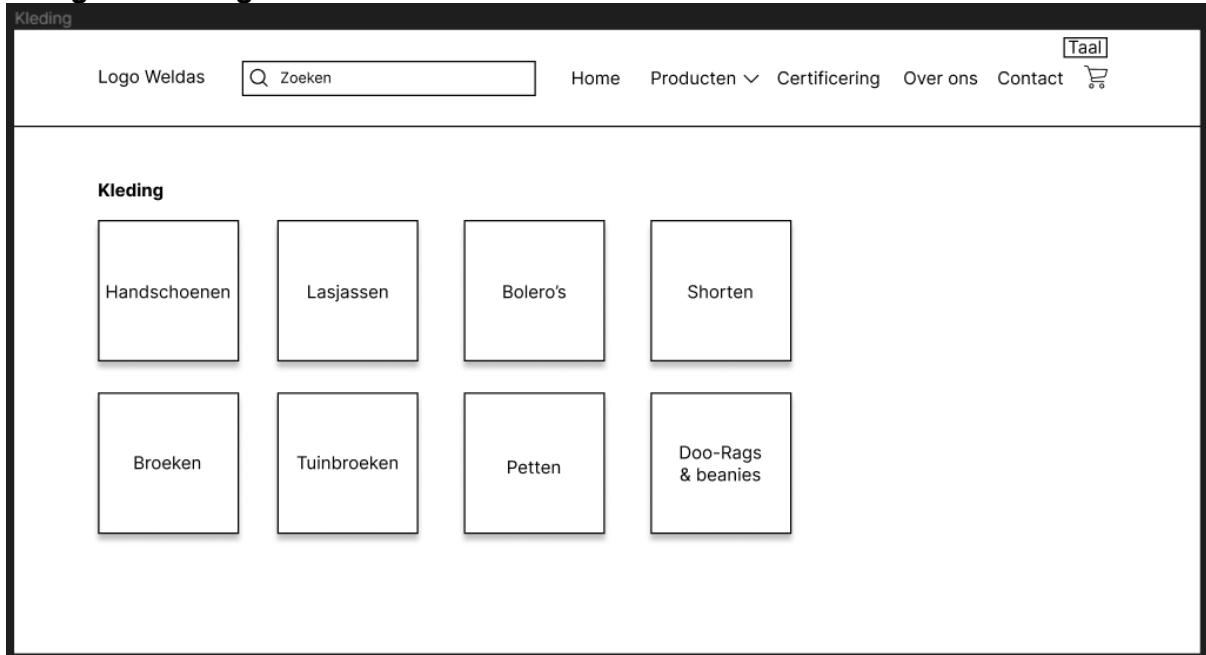 Kleding
Taal
Logo Weldas
Zoeken
Home
Producten
Certificering
Over ons
Contact
Kleding
Handschoenen
Lasjassen
Bolero’s
Shorten
Broeken
Tuinbroeken
Petten
Doo-Rags
& beanies